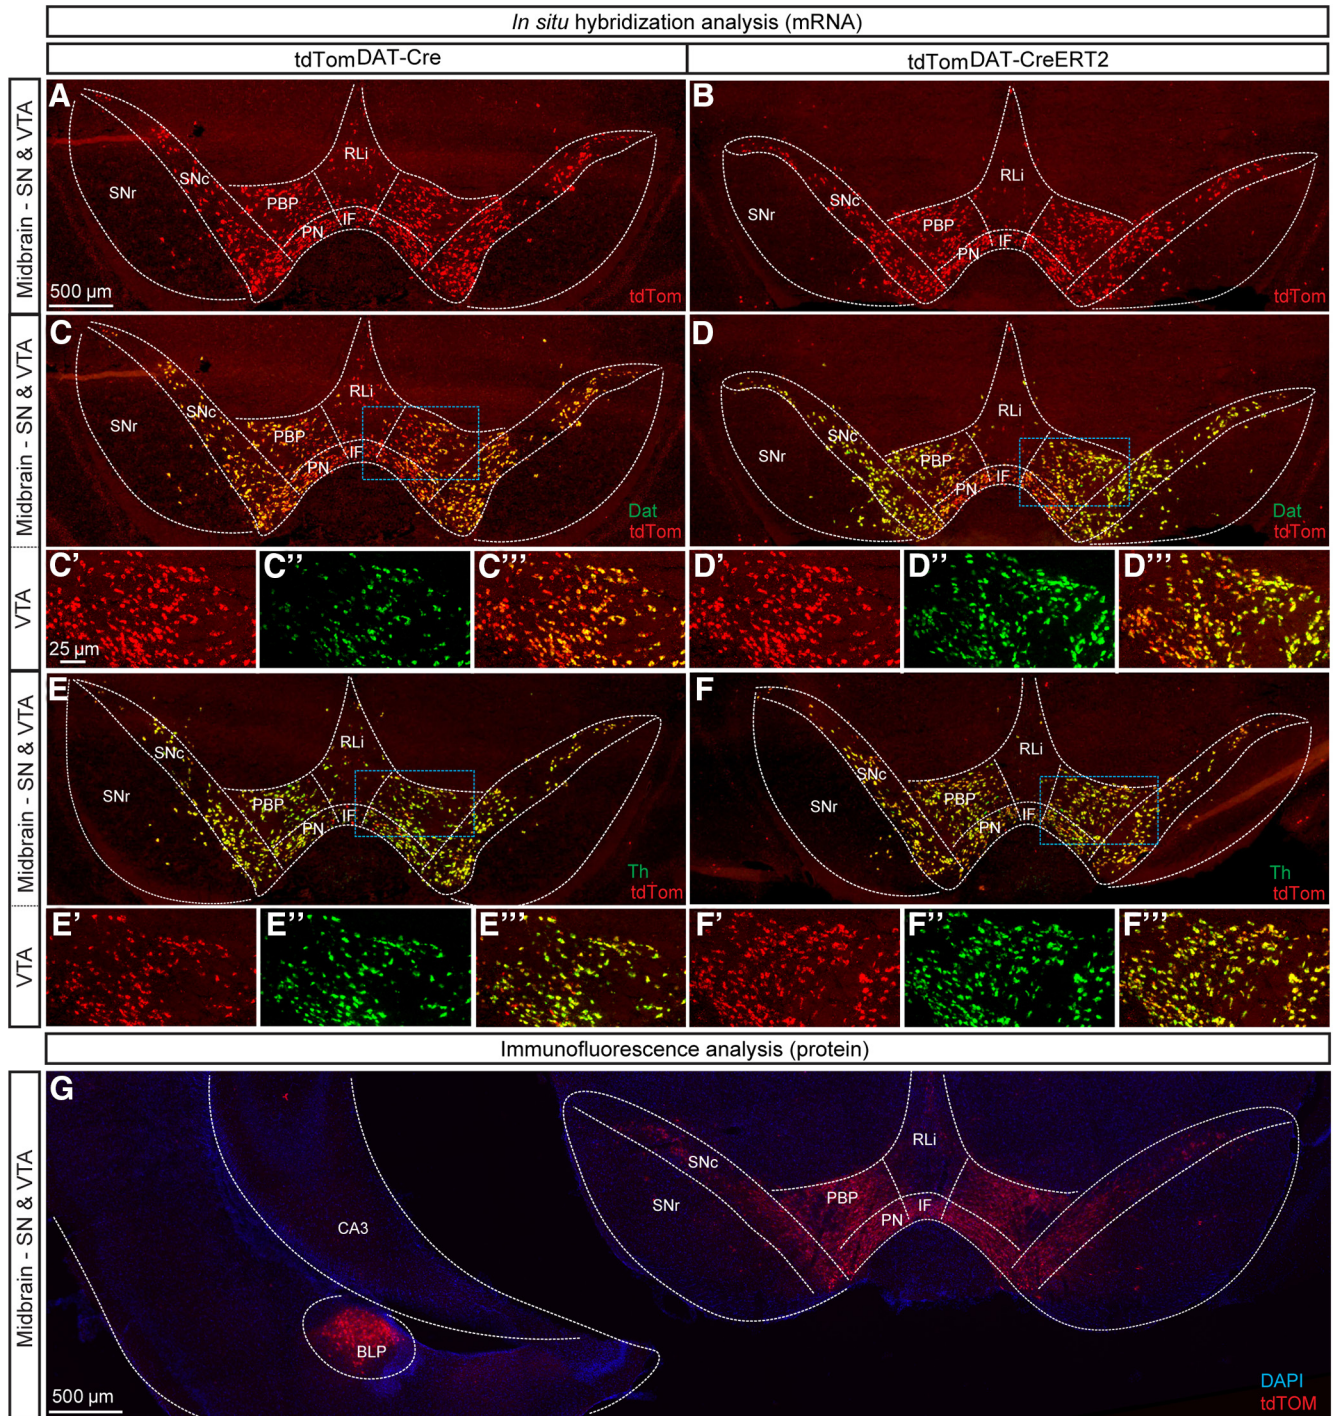 In situ hybridization analysis (mRNA)
tdTomDAT-Cre
tdTomDAT-CreERT2
Midbrain - SN & VTA
A
RLi
SNc
SNr
PBP
IF
PN
500 µm
tdTom
B
RLi
SNc
SNr
PBP
IF
PN
tdTom
Midbrain - SN & VTA
C
RLi
SNc
SNr
PBP
IF
PN
Dat
tdTom
D
RLi
SNc
SNr
PBP
IF
PN
Dat
tdTom
VTA
C’
25 µm
C’’
C’’’
D’
D’’
D’’’
Midbrain - SN & VTA
E
RLi
SNc
SNr
PBP
IF
PN
Th
tdTom
F
RLi
SNc
SNr
PBP
IF
PN
Th
tdTom
VTA
E’
E’’
E’’’
F’
F’’
F’’’
Immunofluorescence analysis (protein)
Midbrain - SN & VTA
G
CA3
BLP
500 µm
RLi
SNc
SNr
PBP
IF
PN
DAPI
tdTOM